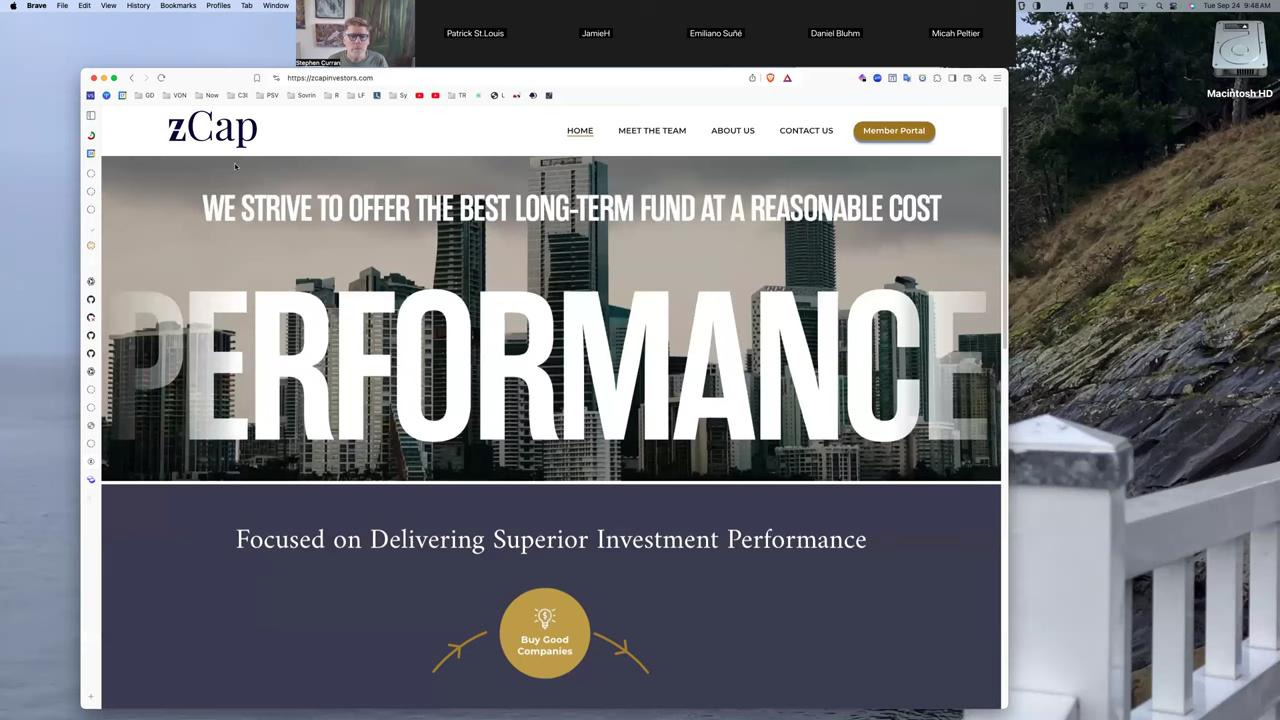 Brave File Edit View History Bookmarks Profiles Tab Window
Tue Sep 24 9:48 AM
Stephen Curran
Patrick St.Louis
JamieH
Emiliano Suñé
Daniel Bluhm
Micah Peltier
Macintosh HD
https://zcapinvestors.com
GD VON Now C3I PSV Sovrin R LF Sy TR L
zCap
HOME MEET THE TEAM ABOUT US CONTACT US Member Portal
WE STRIVE TO OFFER THE BEST LONG-TERM FUND AT A REASONABLE COST
PERFORMANCE
Focused on Delivering Superior Investment Performance
Buy Good
Companies